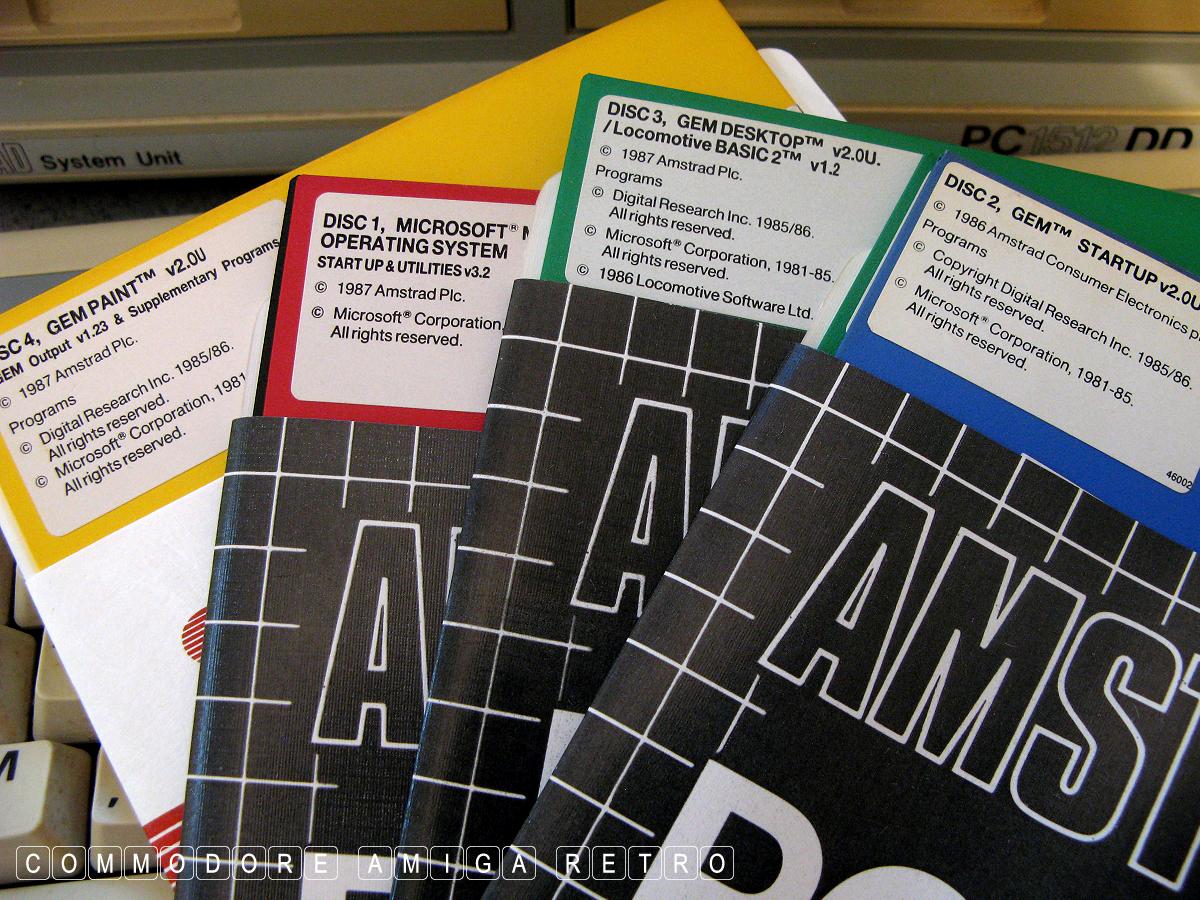 System Unit
PC1512 DD
DISC 3, GEM DESKTOP™ v2.0U.
/Locomotive BASIC 2™ v1.2
© 1987 Amstrad Plc.
Programs
© Digital Research Inc. 1985/86.
All rights reserved.
© Microsoft® Corporation, 1981-85.
All rights reserved.
© 1986 Locomotive Software Ltd.
DISC 2, GEM™ STARTUP v2.0U
© 1986 Amstrad Consumer Electronics p
Programs
© Copyright Digital Research Inc. 1985/86.
All rights reserved.
© Microsoft® Corporation, 1981-85.
All rights reserved.
46002
DISC 1, MICROSOFT®
OPERATING SYSTEM
START UP & UTILITIES v3.2
© 1987 Amstrad Plc.
© Microsoft® Corporation,
All rights reserved.
SC 4, GEM PAINT™ v2.0U
GEM Output v1.23 & Supplementary Programs
© 1987 Amstrad Plc.
Programs
© Digital Research Inc. 1985/86.
All rights reserved.
© Microsoft® Corporation, 1981
All rights reserved.
A
A
AMST
M
,
COMMODORE AMIGA RETRO